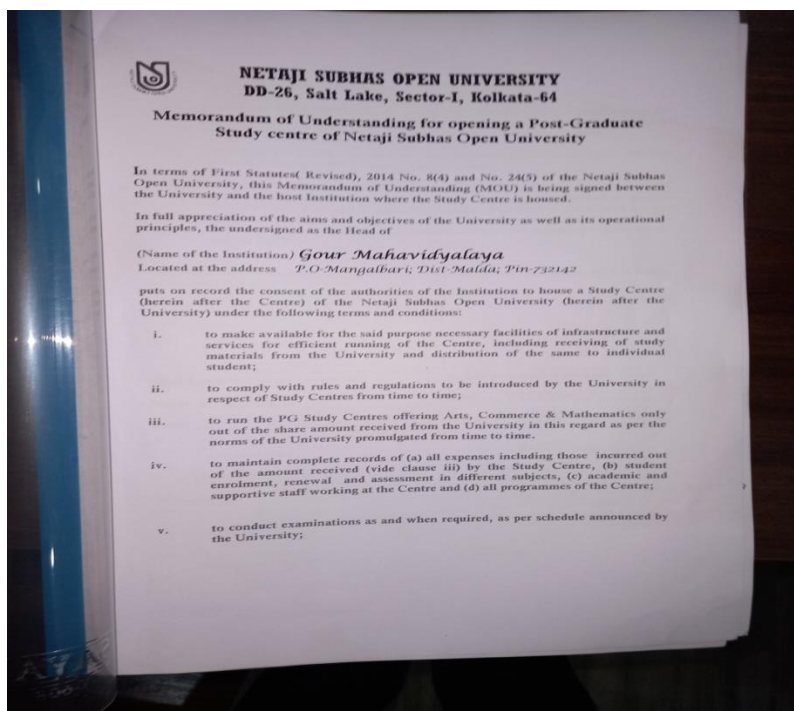 NETAJI SUBHAS OPEN UNIVERSITY
DD-26, Salt Lake, Sector-I, Kolkata-64
Memorandum of Understanding for opening a Post-Graduate
Study centre of Netaji Subhas Open University
In terms of First Statutes( Revised), 2014 No. 8(4) and No. 24(5) of the Netaji Subhas
Open University, this Memorandum of Understanding (MOU) is being signed between
the University and the host Institution where the Study Centre is housed.
In full appreciation of the aims and objectives of the University as well as its operational
principles, the undersigned as the Head of
(Name of the Institution) Gour Mahavidyalaya
Located at the address P.O-Mangalbari; Dist-Malda; Pin-732142
puts on record the consent of the authorities of the Institution to house a Study Centre
(herein after the Centre) of the Netaji Subhas Open University (herein after the
University) under the following terms and conditions:
i. to make available for the said purpose necessary facilities of infrastructure and
services for efficient running of the Centre, including receiving of study
materials from the University and distribution of the same to individual
student;
ii. to comply with rules and regulations to be introduced by the University in
respect of Study Centres from time to time;
iii. to run the PG Study Centres offering Arts, Commerce & Mathematics only
out of the share amount received from the University in this regard as per the
norms of the University promulgated from time to time.
iv. to maintain complete records of (a) all expenses including those incurred out
of the amount received (vide clause iii) by the Study Centre, (b) student
enrolment, renewal and assessment in different subjects, (c) academic and
supportive staff working at the Centre and (d) all programmes of the Centre;
v. to conduct examinations as and when required, as per schedule announced by
the University;